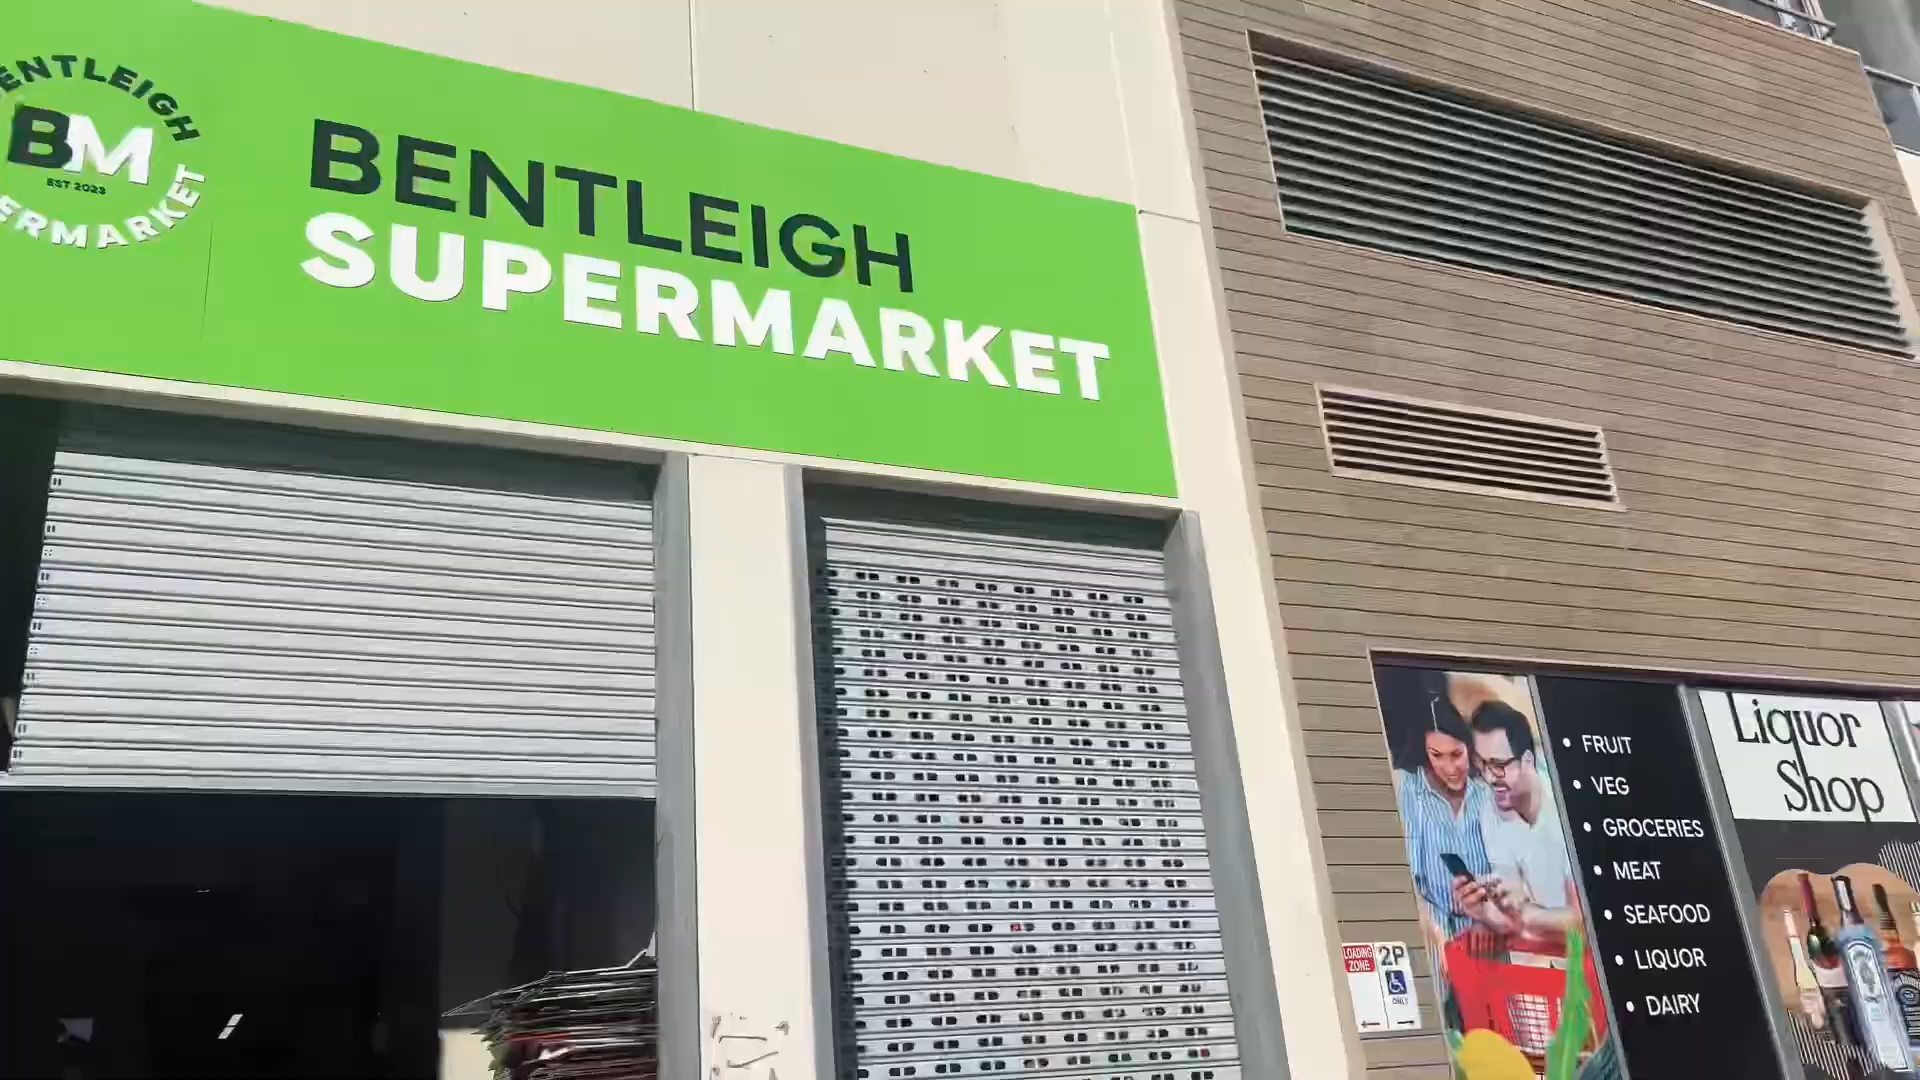 BENTLEIGH
BM
EST 2023
ERMARKET
BENTLEIGH
SUPERMARKET
• FRUIT
• VEG
• GROCERIES
• MEAT
• SEAFOOD
• LIQUOR
• DAIRY
Liquor
Shop
LOADING
ZONE
2P
ONLY